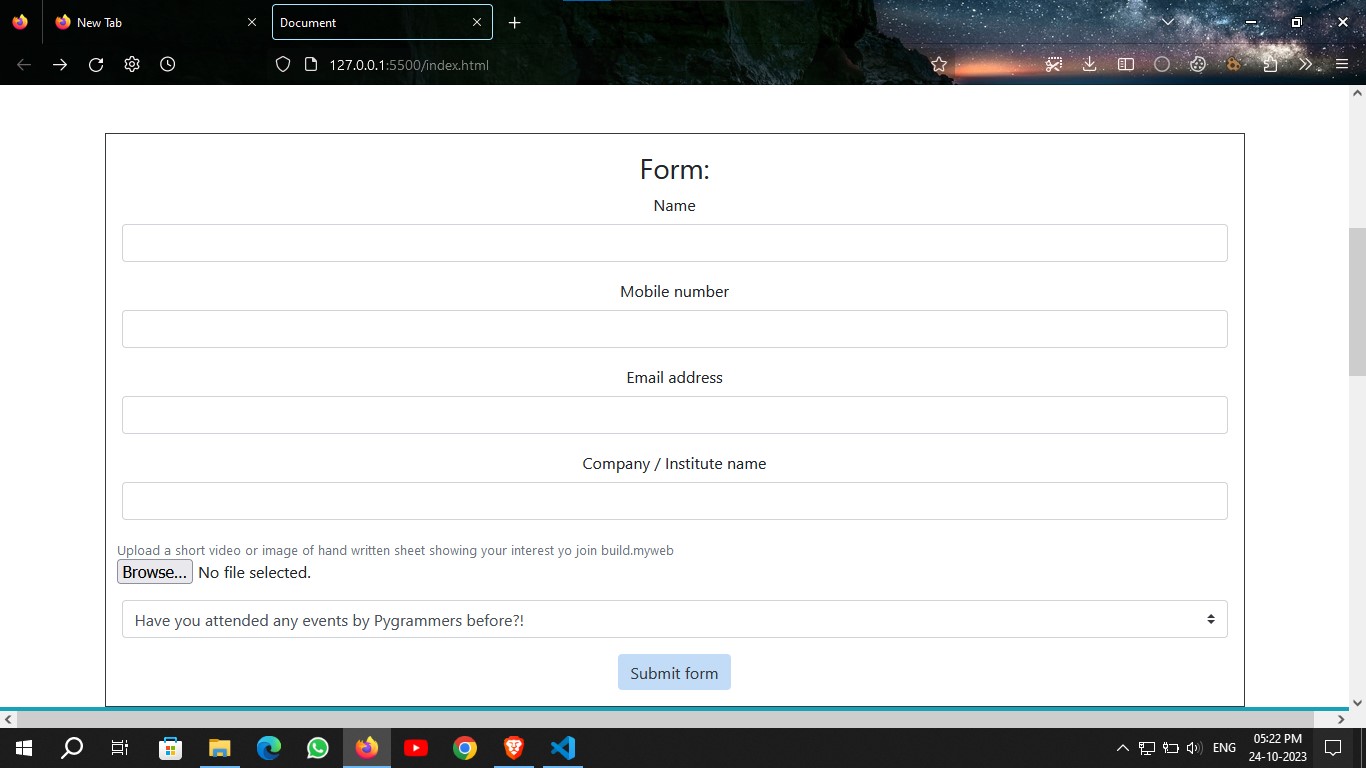 New Tab
Document
127.0.0.1:5500/index.html
Form:
Name
Mobile number
Email address
Company / Institute name
Upload a short video or image of hand written sheet showing your interest yo join build.myweb
Browse... No file selected.
Have you attended any events by Pygrammers before?!
Submit form
ENG
05:22 PM
24-10-2023